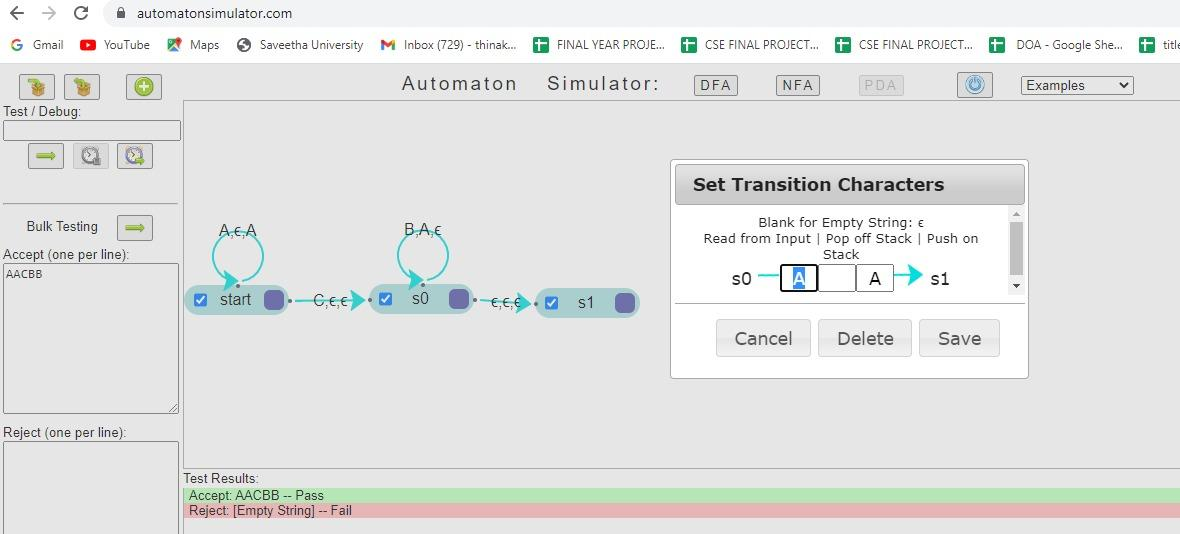 automatonsimulator.com
Gmail YouTube Maps Saveetha University Inbox (729) - thinak... FINAL YEAR PROJE... CSE FINAL PROJECT... CSE FINAL PROJECT... DOA - Google She... title
Automaton Simulator: DFA NFA PDA Examples
Test / Debug:
Bulk Testing
Accept (one per line):
AACBB
Reject (one per line):
A,ϵ,A B,A,ϵ
start C,ϵ,ϵ s0 ϵ,ϵ,ϵ s1
Set Transition Characters
Blank for Empty String: ϵ
Read from Input | Pop off Stack | Push on
Stack
s0 A A s1
Cancel Delete Save
Test Results:
Accept: AACBB -- Pass
Reject: [Empty String] -- Fail